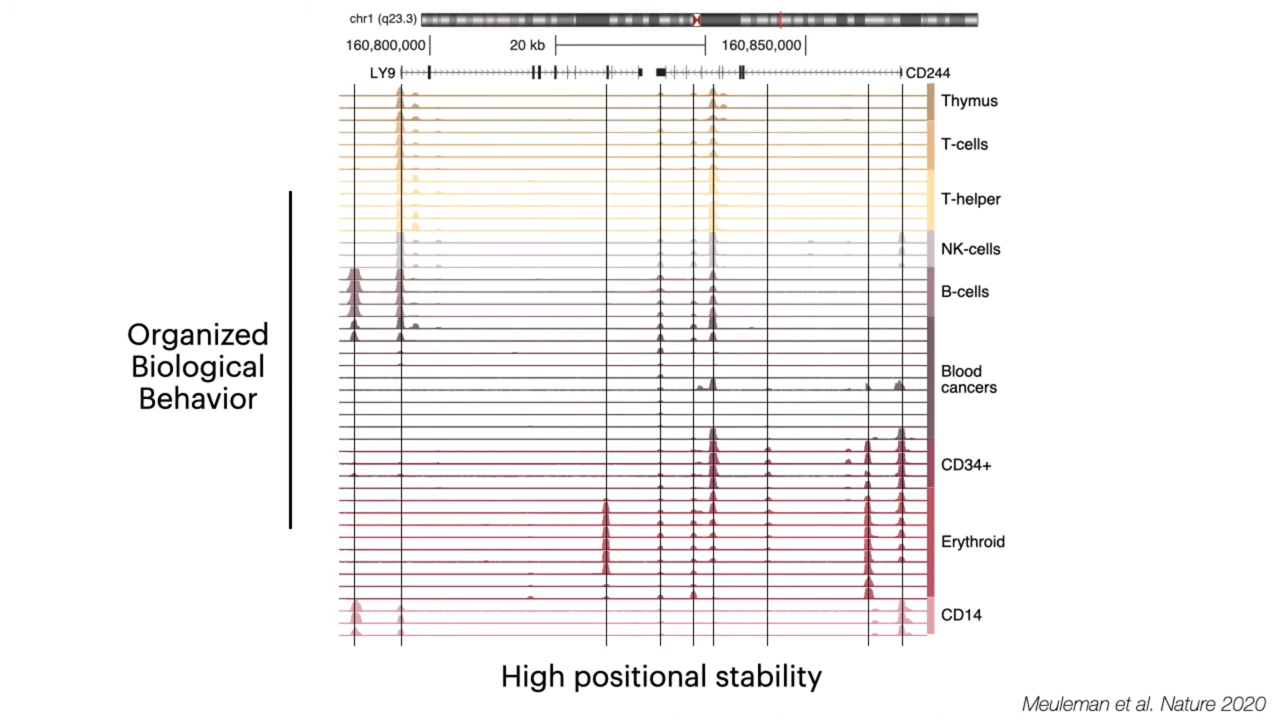 chr1 (q23.3)
160,800,000
20 kb
160,850,000
LY9
CD244
Thymus
T-cells
T-helper
NK-cells
B-cells
Organized
Biological
Behavior
Blood
cancers
CD34+
Erythroid
CD14
High positional stability
Meuleman et al. Nature 2020